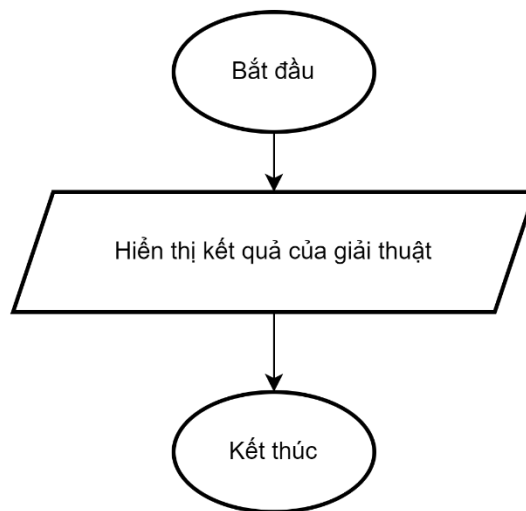 Bắt đầu
Hiển thị kết quả của giải thuật
Kết thúc